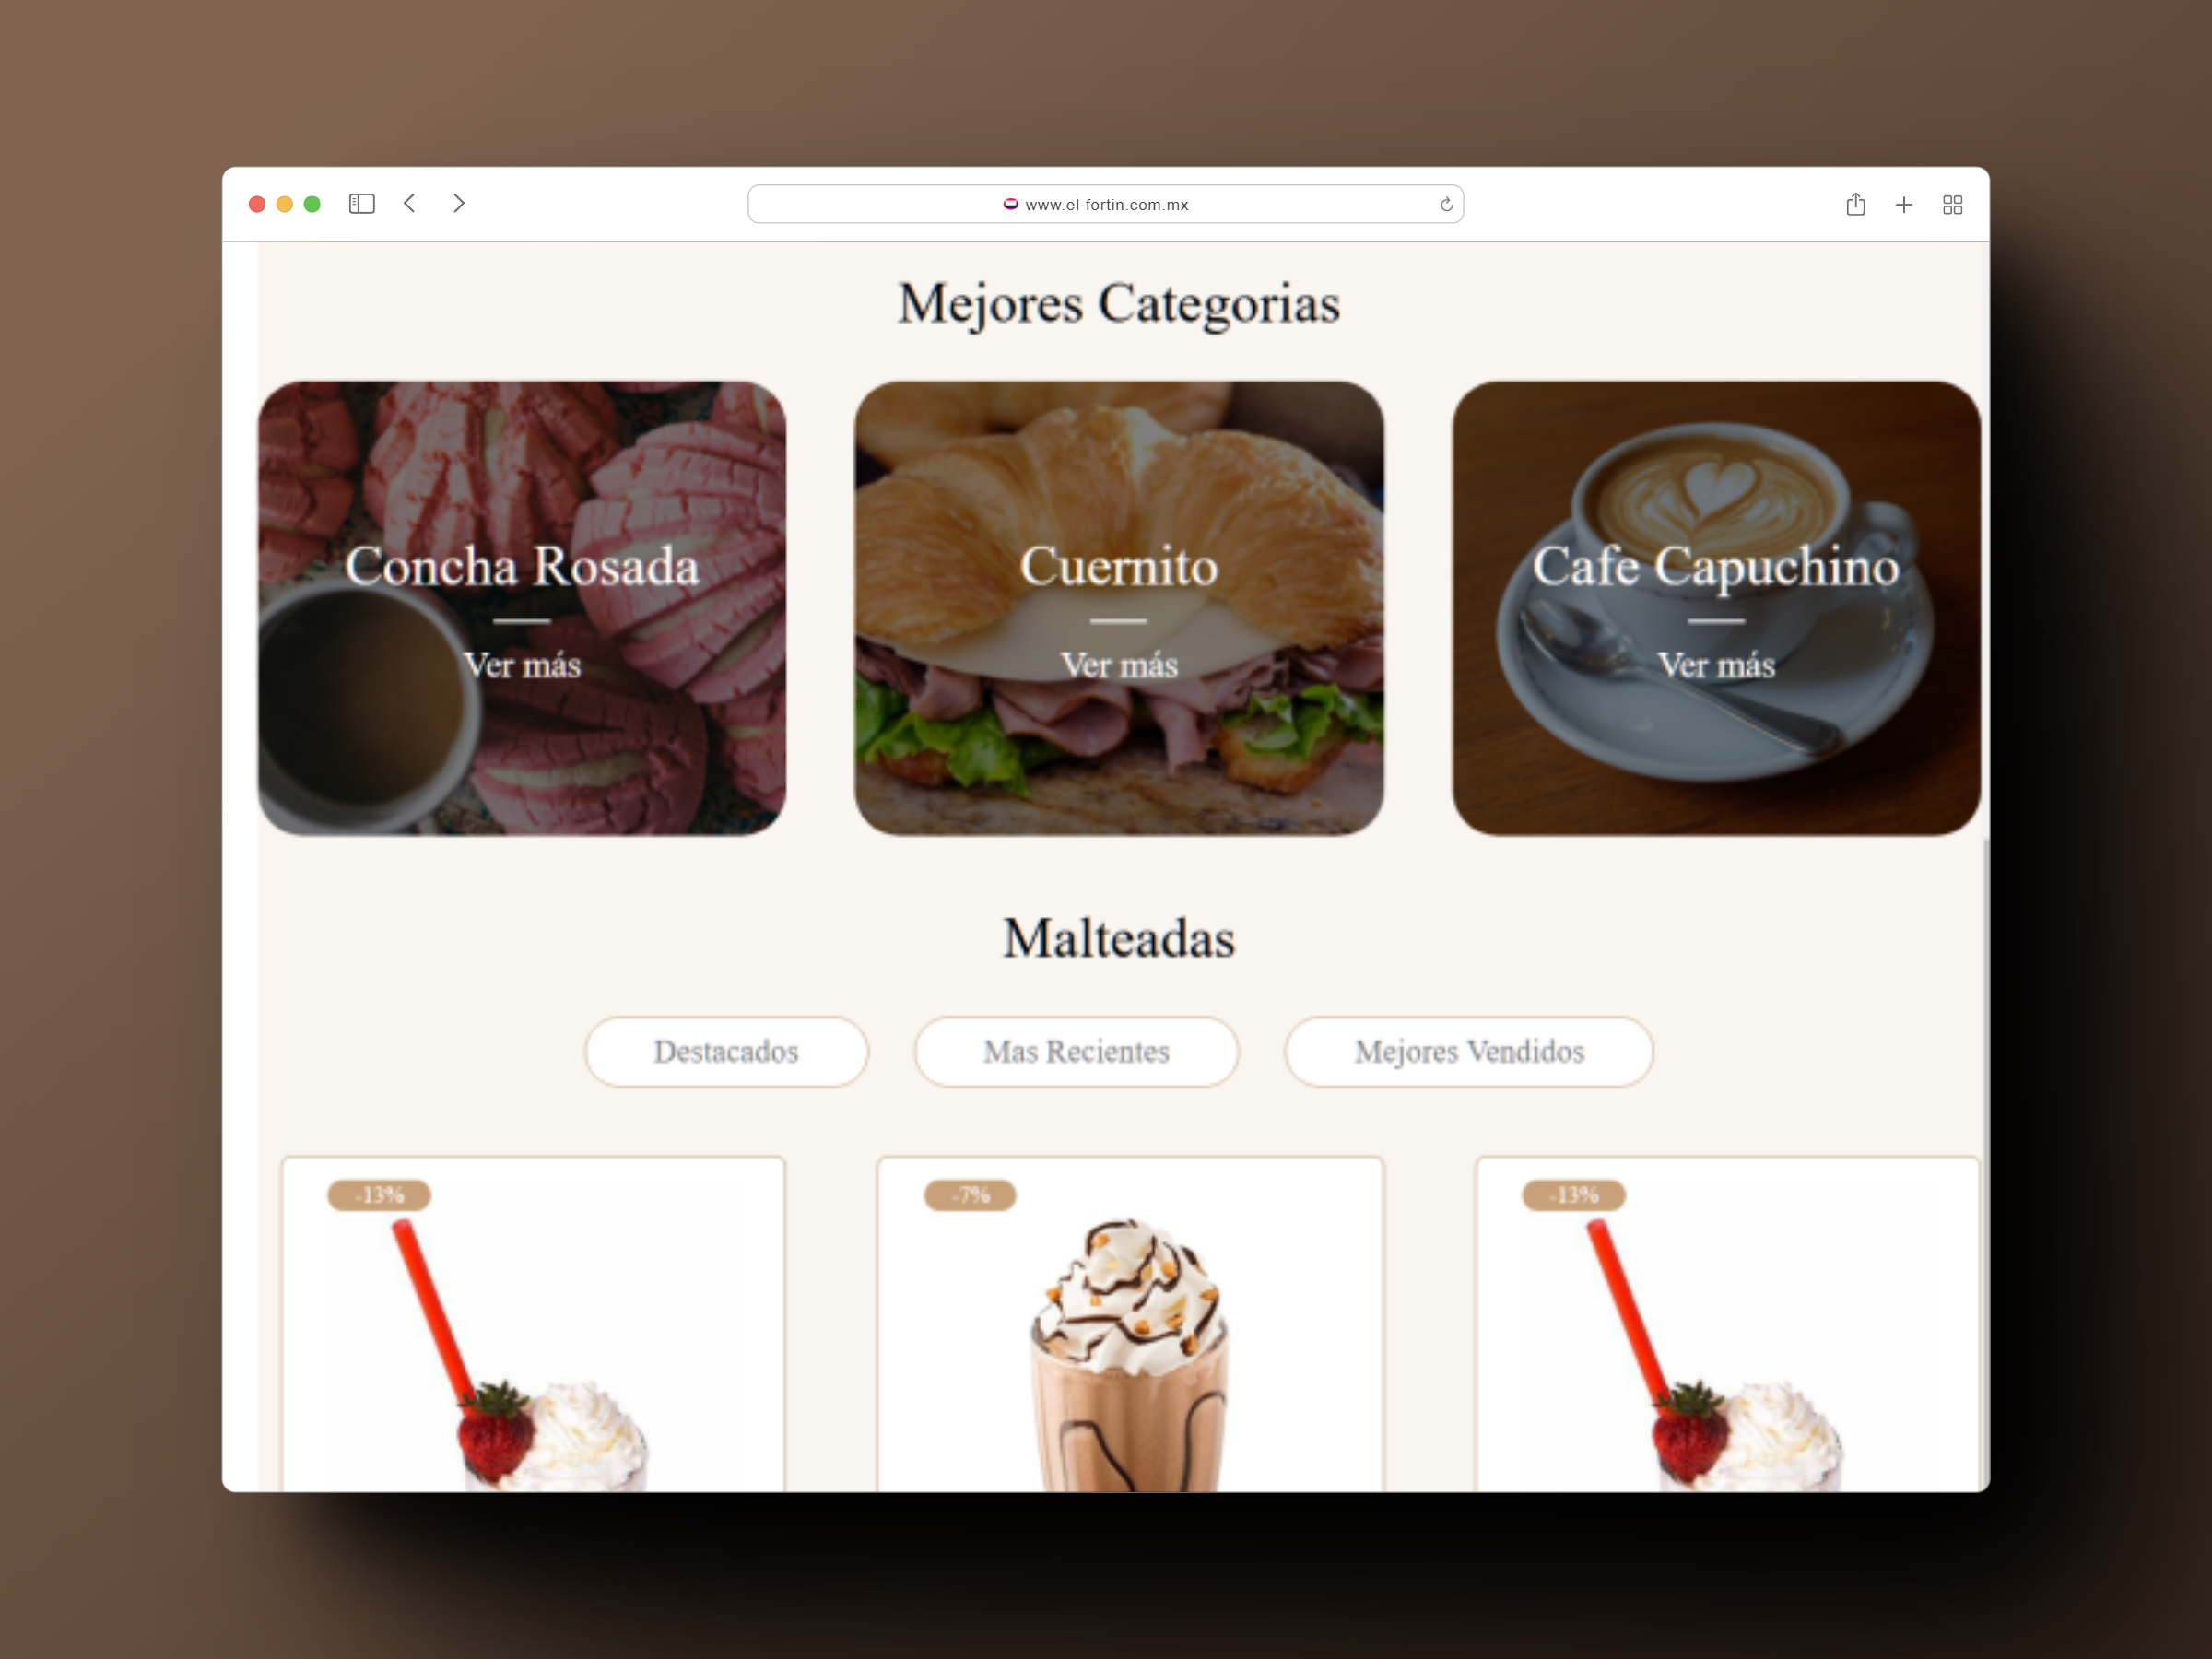 www.el-fortin.com.mx
Mejores Categorias
Concha Rosada
Ver más
Cuernito
Ver más
Cafe Capuchino
Ver más
Malteadas
Destacados
Mas Recientes
Mejores Vendidos
-13%
-7%
-13%